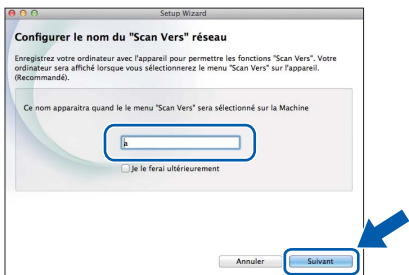 Setup Wizard
Configurer le nom du "Scan Vers" réseau
Enregistrez votre ordinateur avec l'appareil pour permettre les fonctions "Scan Vers". Votre
ordinateur sera affiché lorsque vous sélectionnerez le menu "Scan Vers" sur l'appareil.
(Recommandé).
Ce nom apparaitra quand le le menu "Scan Vers" sera sélectionné sur la Machine
a
Je le ferai ultérieurement
Annuler
Suivant